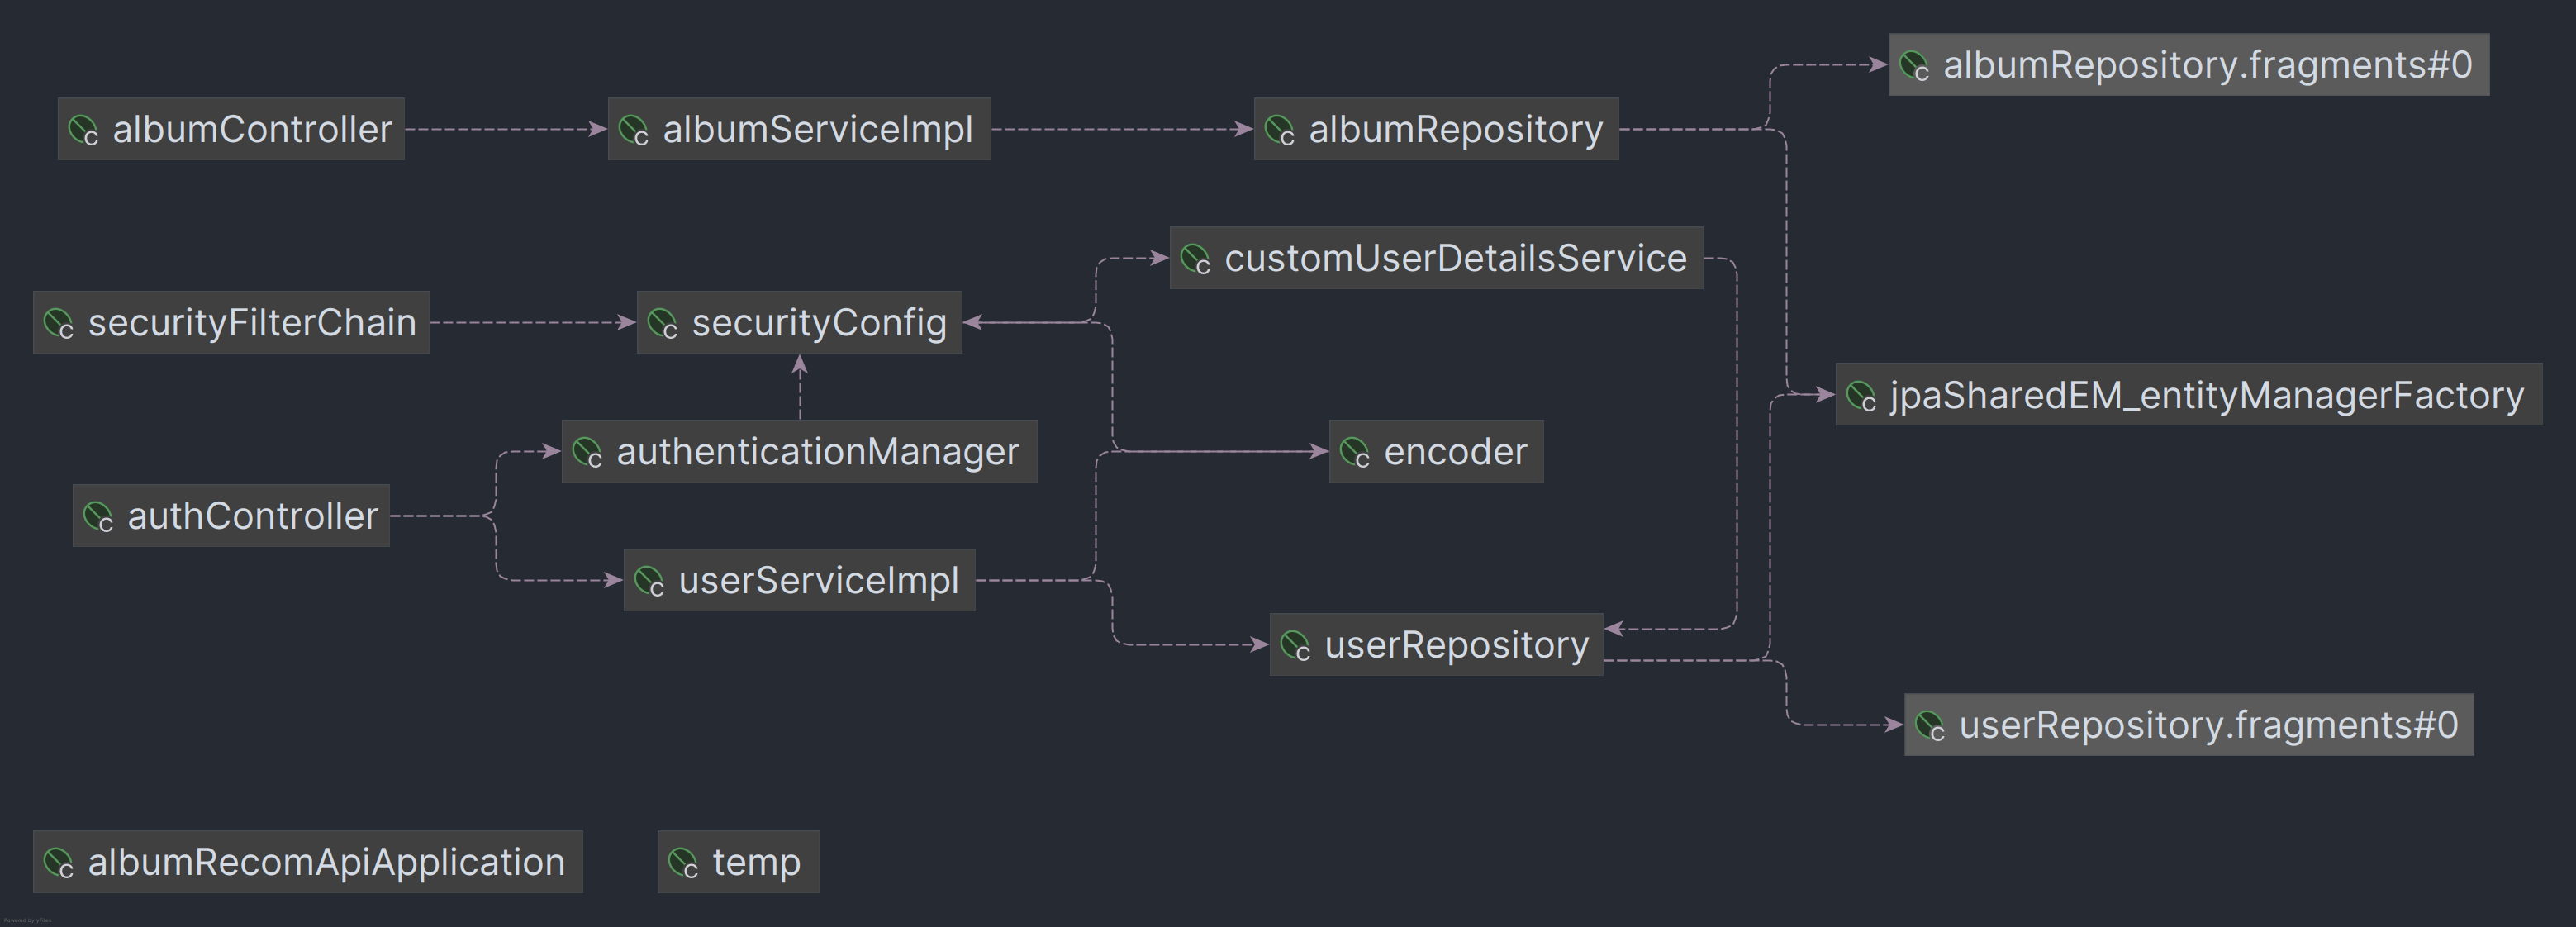 albumRepository.fragments#0
albumController
albumServiceImpl
albumRepository
customUserDetailsService
securityFilterChain
securityConfig
jpaSharedEM_entityManagerFactory
authenticationManager
encoder
authController
userServiceImpl
userRepository
userRepository.fragments#0
albumRecomApiApplication
temp
Powered by yFiles